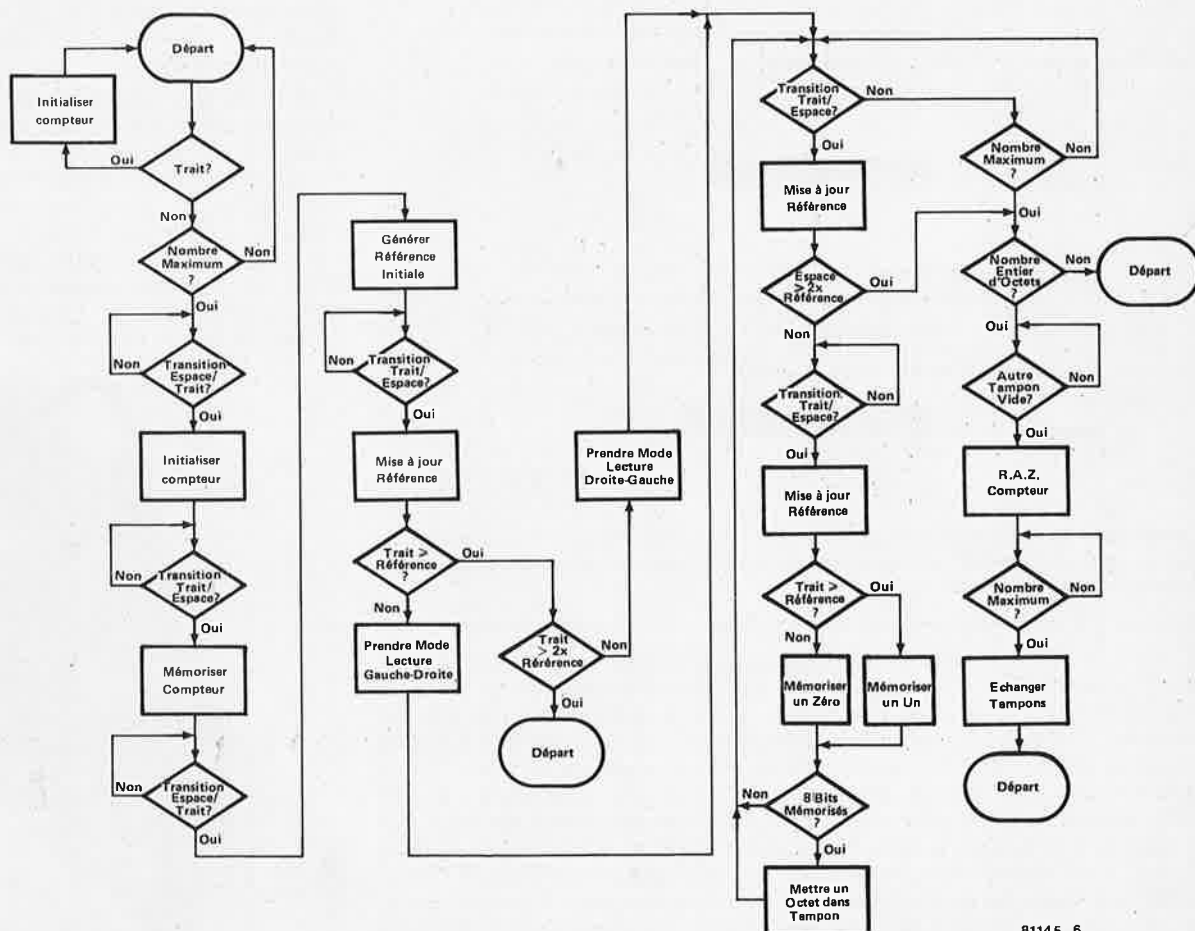 Départ
Initialiser
compteur
Oui
Trait?
Non
Nombre
Maximum
?
Non
Oui
Non
Transition
Espace/
Trait?
Oui
Initialiser
compteur
Non
Transition
Trait/
Espace?
Oui
Mémoriser
Compteur
Non
Transition
Espace/
Trait?
Oui
Générer
Référence
Initiale
Non
Transition
Trait/
Espace?
Oui
Mise à jour
Référence
Trait ⩾
Référence
?
Oui
Non
Prendre Mode
Lecture
Gauche-Droite
Trait
> 2x
Rérérence
Non
Oui
Départ
Prendre Mode
Lecture
Droite-Gauche
Transition
Trait/
Espace?
Non
Oui
Mise à jour
Référence
Espace
⩾ 2x
Référence
Oui
Non
Transition
Trait/
Espace?
Non
Oui
Mise à jour
Référence
Trait ⩾
Référence
?
Oui
Non
Mémoriser
un Zéro
Mémoriser
un Un
8 Bits
Mémorisés
?
Non
Oui
Mettre un
Octet dans
Tampon
Nombre
Maximum
?
Non
Oui
Nombre
Entier
d'Octets
?
Non
Départ
Oui
Autre
Tampon
Vide?
Non
Oui
R.A.Z.
Compteur
Nombre
Maximum
?
Non
Oui
Echanger
Tampons
Départ
81145 6